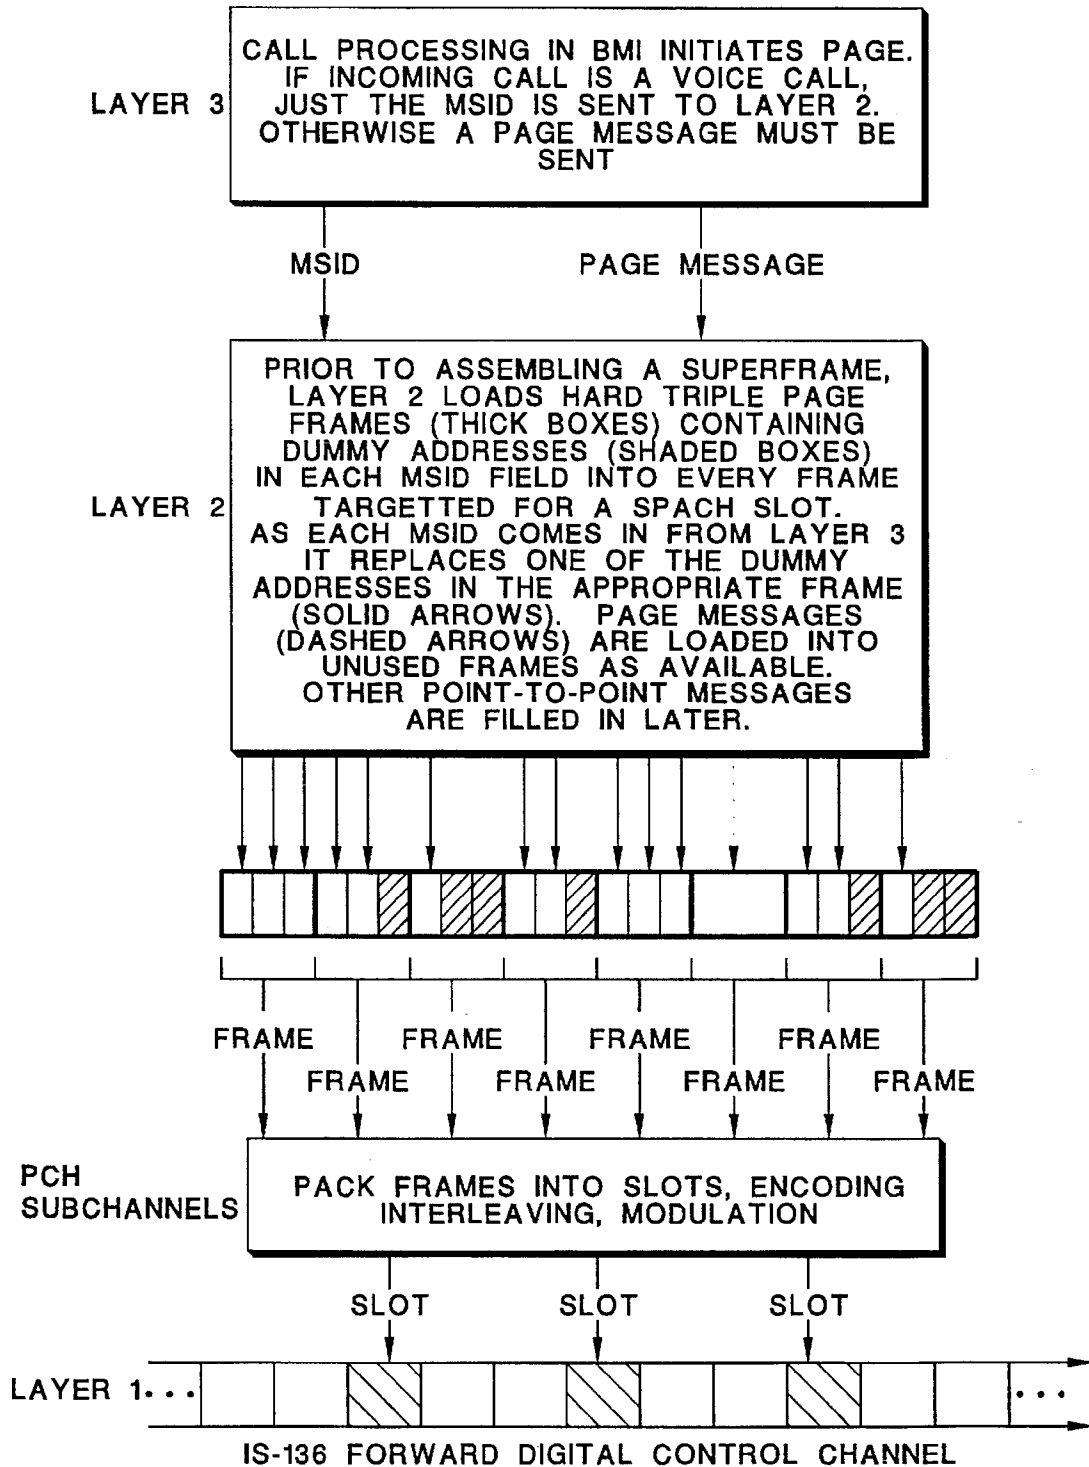 CALL PROCESSING IN BMI INITIATES PAGE.
IF INCOMING CALL IS A VOICE CALL,
LAYER 3
JUST THE MSID IS SENT TO LAYER 2.
OTHERWISE A PAGE MESSAGE MUST BE
SENT
MSID
PAGE MESSAGE
PRIOR TO ASSEMBLING A SUPERFRAME,
LAYER 2 LOADS HARD TRIPLE PAGE
FRAMES (THICK BOXES) CONTAINING
DUMMY ADDRESSES (SHADED BOXES)
IN EACH MSID FIELD INTO EVERY FRAME
LAYER 2
TARGETTED FOR A SPACH SLOT.
AS EACH MSID COMES IN FROM LAYER 3
IT REPLACES ONE OF THE DUMMY
ADDRESSES IN THE APPROPRIATE FRAME
(SOLID ARROWS). PAGE MESSAGES
(DASHED ARROWS) ARE LOADED INTO
UNUSED FRAMES AS AVAILABLE.
OTHER POINT-TO-POINT MESSAGES
ARE FILLED IN LATER.
FRAME FRAME FRAME FRAME
FRAME FRAME FRAME FRAME
PCH
SUBCHANNELS
PACK FRAMES INTO SLOTS, ENCODING
INTERLEAVING, MODULATION
SLOT SLOT SLOT
LAYER 1... ...
IS-136 FORWARD DIGITAL CONTROL CHANNEL